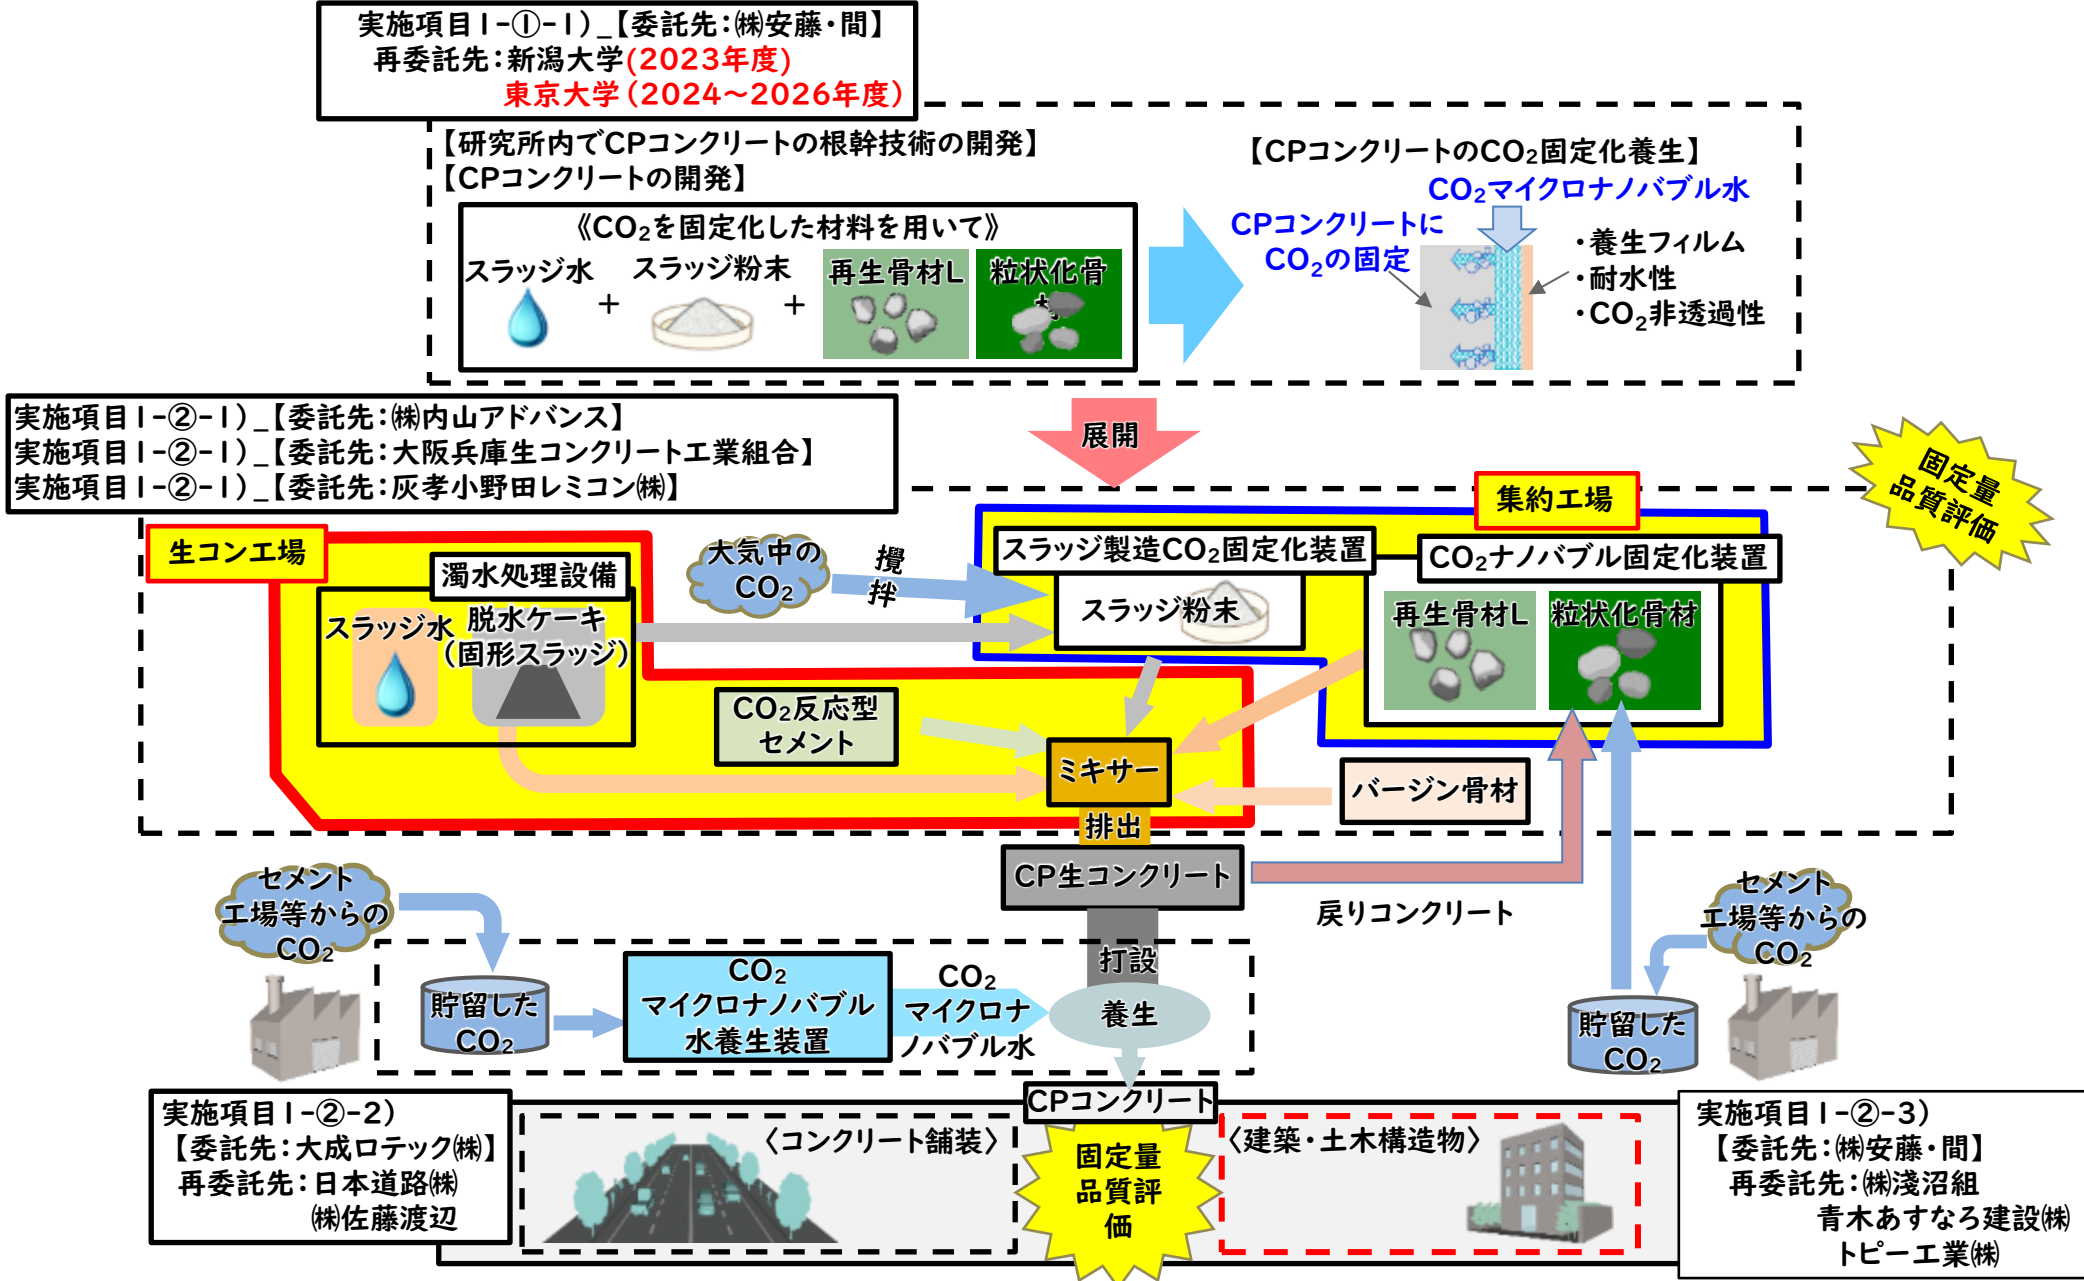 実施項目1-①-1)_【委託先:㈱安藤・間】
再委託先:新潟大学(2023年度)
東京大学(2024～2026年度)
【研究所内でCPコンクリートの根幹技術の開発】
【CPコンクリートの開発】
《CO₂を固定化した材料を用いて》
スラッジ水
+
スラッジ粉末
+
再生骨材L
粒状化骨
【CPコンクリートのCO₂固定化養生】
CO₂マイクロナノバブル水
CPコンクリートに
CO₂の固定
・養生フィルム
・耐水性
・CO₂非透過性
展開
実施項目1-②-1)_【委託先:㈱内山アドバンス】
実施項目1-②-1)_【委託先:大阪兵庫生コンクリート工業組合】
実施項目1-②-1)_【委託先:灰孝小野田レミコン㈱】
固定量
品質評価
生コン工場
濁水処理設備
スラッジ水
脱水ケーキ
(固形スラッジ)
大気中の
CO₂
攪
拌
集約工場
スラッジ製造CO₂固定化装置
スラッジ粉末
CO₂ナノバブル固定化装置
再生骨材L
粒状化骨材
CO₂反応型
セメント
ミキサー
バージン骨材
排出
CP生コンクリート
戻りコンクリート
打設
養生
セメント
工場等からの
CO₂
貯留した
CO₂
CO₂
マイクロナノバブル
水養生装置
CO₂
マイクロナ
ノバブル水
セメント
工場等からの
CO₂
貯留した
CO₂
CPコンクリート
実施項目1-②-2)
【委託先:大成ロテック㈱】
再委託先:日本道路㈱
㈱佐藤渡辺
〈コンクリート舗装〉
固定量
品質評
価
〈建築・土木構造物〉
実施項目1-②-3)
【委託先:㈱安藤・間】
再委託先:㈱淺沼組
青木あすなろ建設㈱
トピー工業㈱